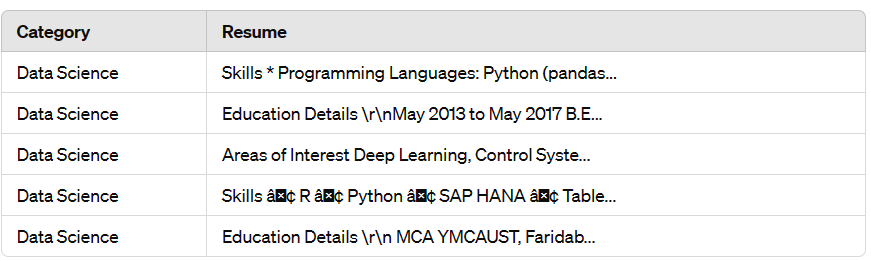 Category Resume
Data Science Skills * Programming Languages: Python (pandas...
Data Science Education Details \r\nMay 2013 to May 2017 B.E...
Data Science Areas of Interest Deep Learning, Control Syste...
Data Science Skills â¢ R â¢ Python â¢ SAP HANA â¢ Table...
Data Science Education Details \r\n MCA YMCAUST, Faridab...